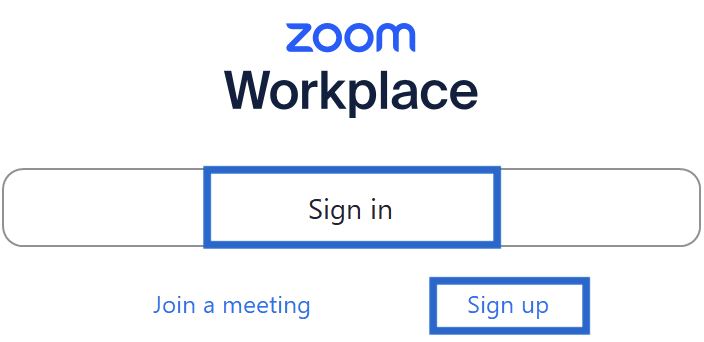 zoom
Workplace
Sign in
Join a meeting
Sign up